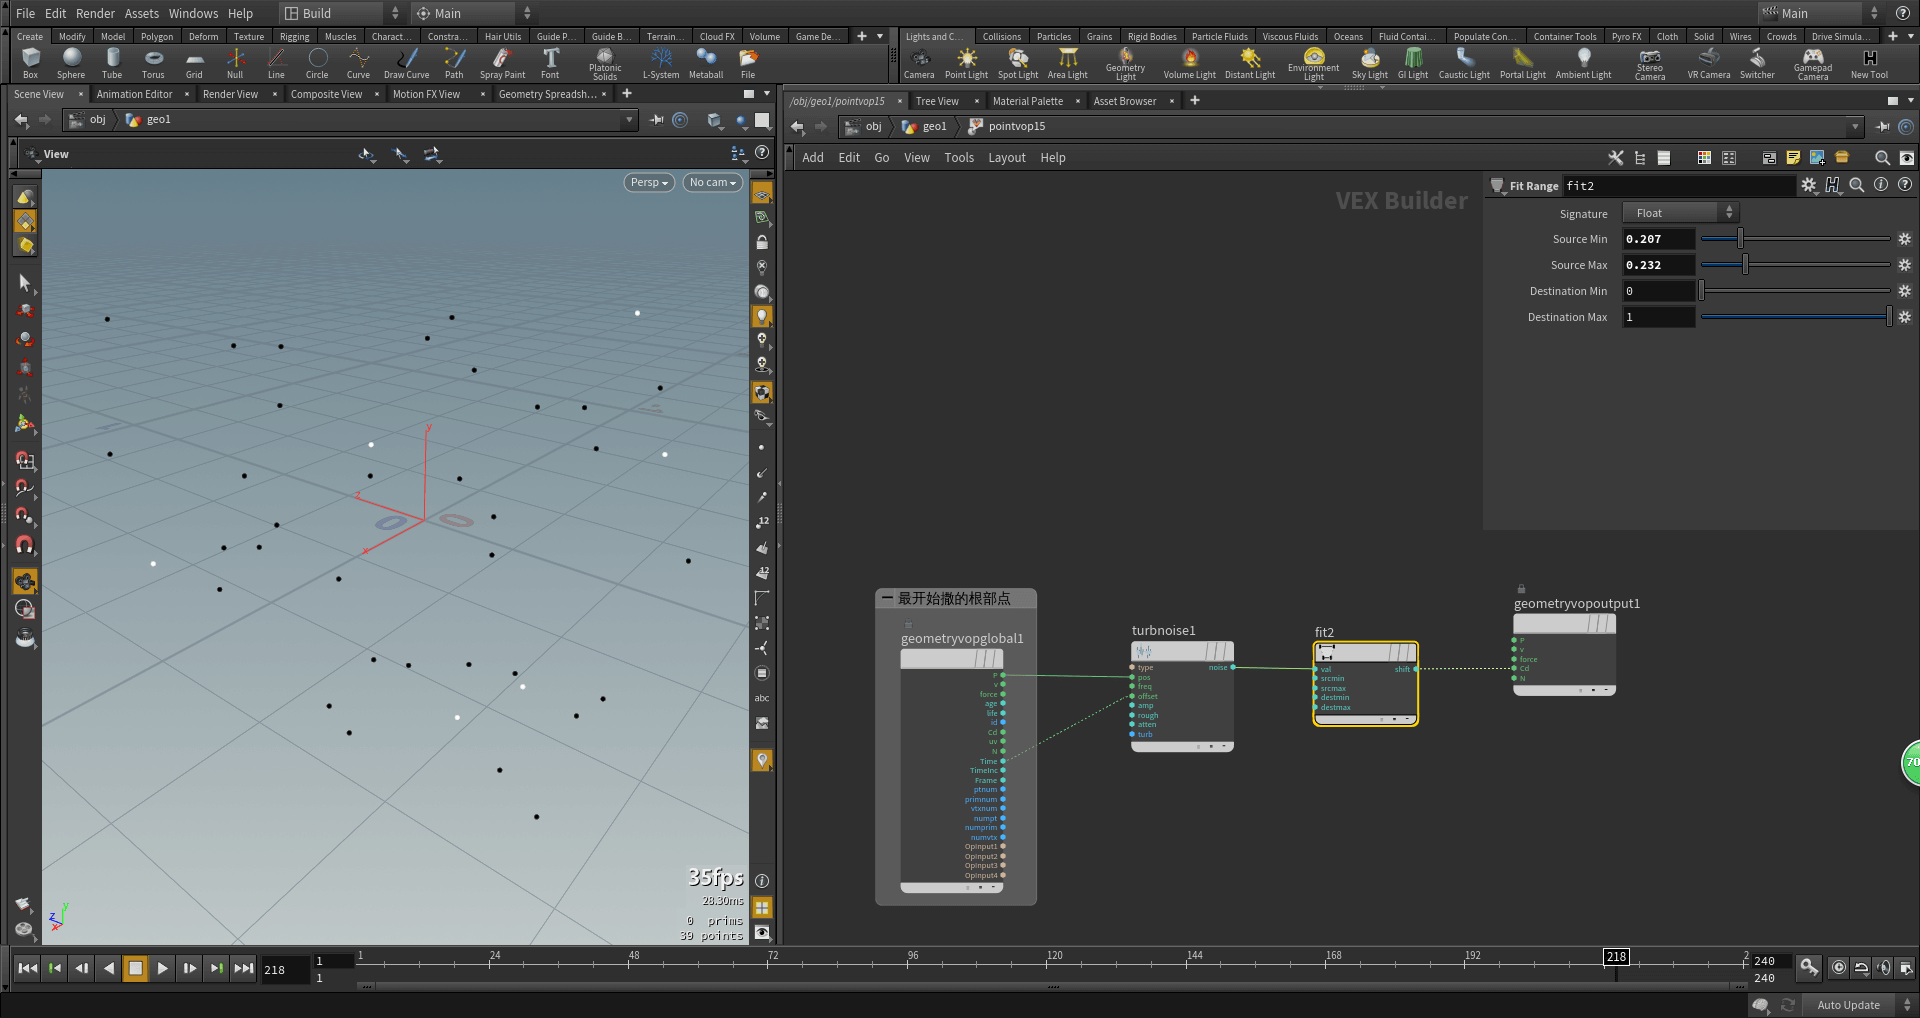 File Edit Render Assets Windows Help Build Main Main
Create Modify Model Polygon Deform Texture Rigging Muscles Charact... Constra... Hair Utils Guide P... Guide B... Terrain... Cloud FX Volume Game De...
Lights and C... Collisions Particles Grains Rigid Bodies Particle Fluids Viscous Fluids Oceans Fluid Contai... Populate Con... Container Tools Pyro FX Cloth Solid Wires Crowds Drive Simula...
Box Sphere Tube Torus Grid Null Line Circle Curve Draw Curve Path Spray Paint Font Platonic Solids L-System Metaball File
Camera Point Light Spot Light Area Light Geometry Light Volume Light Distant Light Environment Light Sky Light GI Light Caustic Light Portal Light Ambient Light Stereo Camera VR Camera Switcher Gamepad Camera New Tool
Scene View Animation Editor Render View Composite View Motion FX View Geometry Spreadsh...
/obj/geo1/pointvop15 Tree View Material Palette Asset Browser
obj geo1
obj geo1 pointvop15
View
Add Edit Go View Tools Layout Help
Persp No cam
VEX Builder
Fit Range fit2
Signature Float
Source Min 0.207
Source Max 0.232
Destination Min 0
Destination Max 1
y
z
x
12
12
abc
最开始撒的根部点
geometryvopglobal1
P
v
force
age
life
id
Cd
uv
N
Time
TimeInc
Frame
ptnum
primnum
vtxnum
numpt
numprim
numvtx
OpInput1
OpInput2
OpInput3
OpInput4
turbnoise1
type noise
pos
freq
offset
amp
rough
atten
turb
fit2
val shift
srcmin
srcmax
destmin
destmax
geometryvopoutput1
P
v
force
Cd
N
70
35fps
28.30ms
0 prims
39 points
z y
x
218 1 1 24 48 72 96 120 144 168 192 218 2 240
1 240
Auto Update